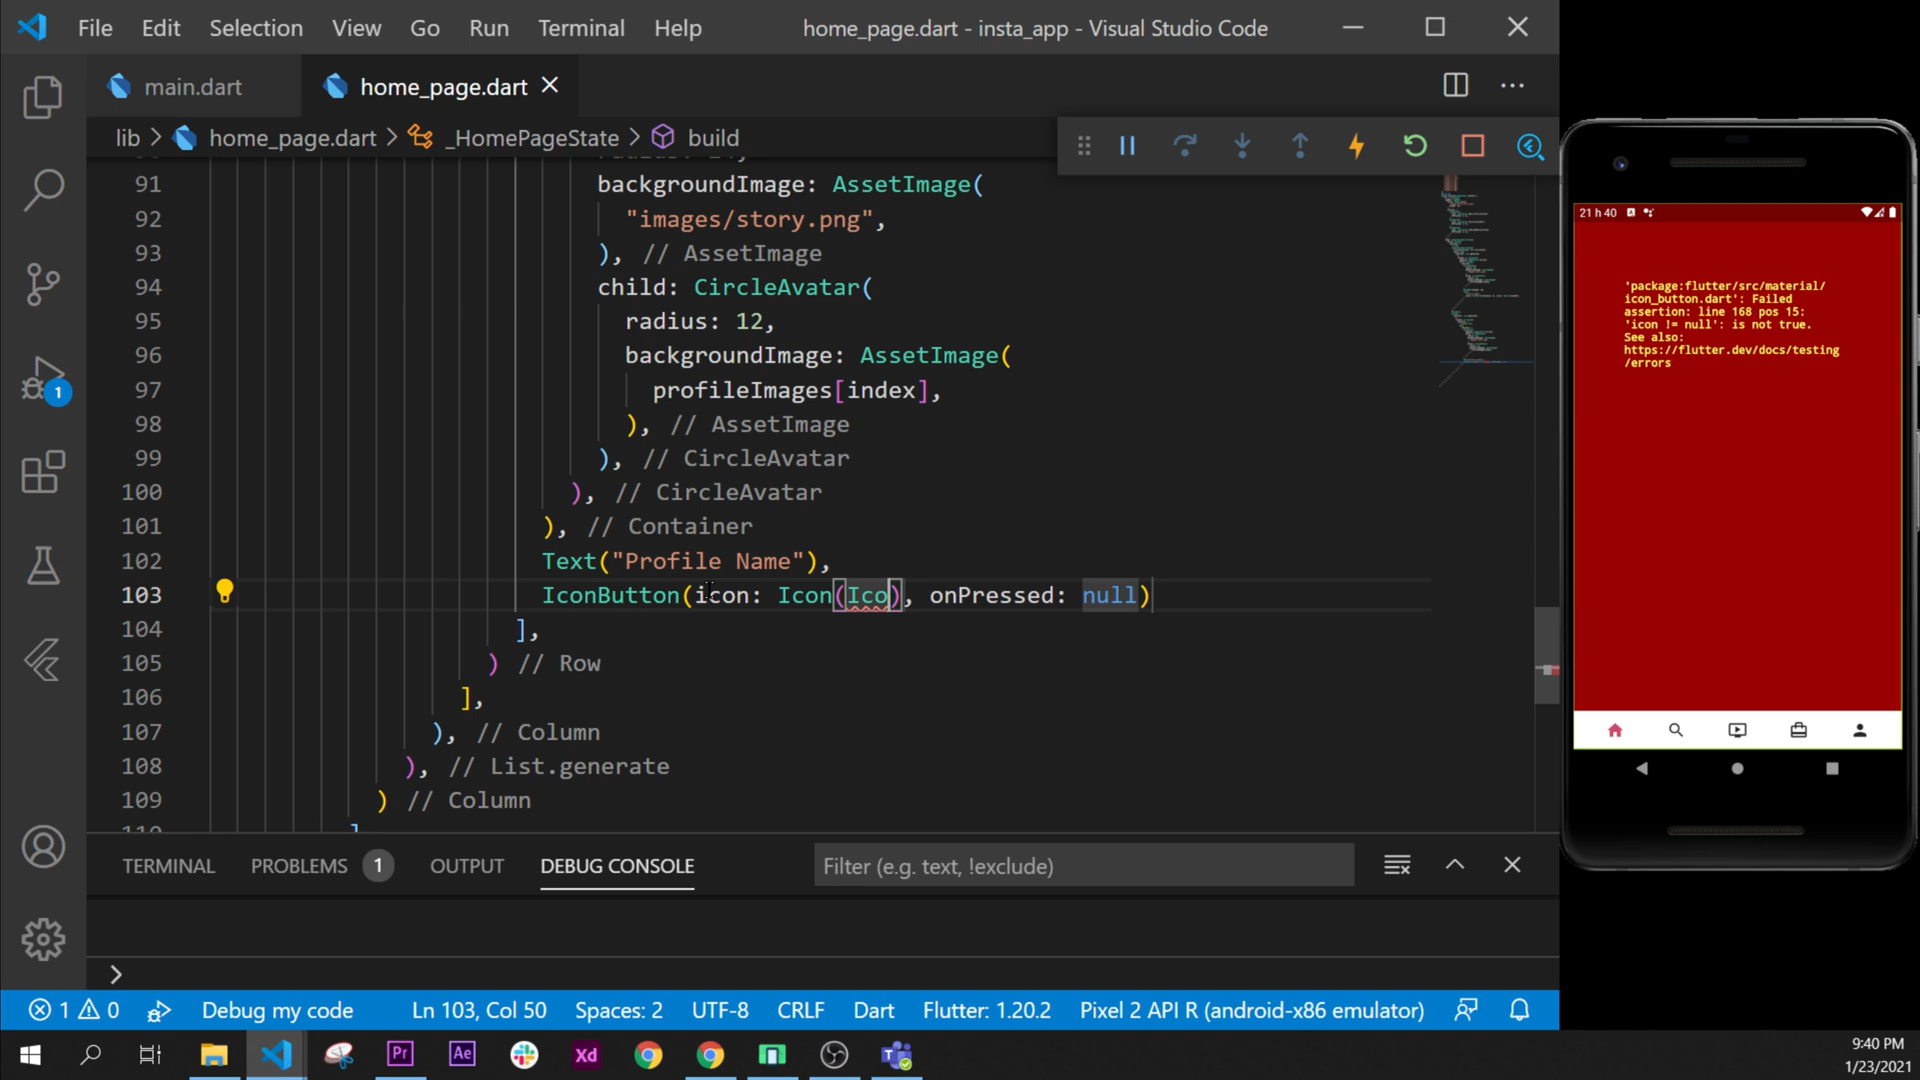 File Edit Selection View Go Run Terminal Help home_page.dart - insta_app - Visual Studio Code
main.dart home_page.dart
lib > home_page.dart > _HomePageState > build
91 backgroundImage: AssetImage(
92 "images/story.png",
93 ), // AssetImage
94 child: CircleAvatar(
95 radius: 12,
96 backgroundImage: AssetImage(
97 profileImages[index],
98 ), // AssetImage
99 ), // CircleAvatar
100 ), // CircleAvatar
101 ), // Container
102 Text("Profile Name"),
103 IconButton(icon: Icon(Ico), onPressed: null)
104 ],
105 ) // Row
106 ],
107 ), // Column
108 ), // List.generate
109 ) // Column
TERMINAL PROBLEMS 1 OUTPUT DEBUG CONSOLE Filter (e.g. text, !exclude)
1 0 Debug my code Ln 103, Col 50 Spaces: 2 UTF-8 CRLF Dart Flutter: 1.20.2 Pixel 2 API R (android-x86 emulator)
9:40 PM
1/23/2021
21 h 40
'package:flutter/src/material/
icon_button.dart': Failed
assertion: line 168 pos 15:
'icon != null': is not true.
See also:
https://flutter.dev/docs/testing
/errors
1
Pr Ae Xd